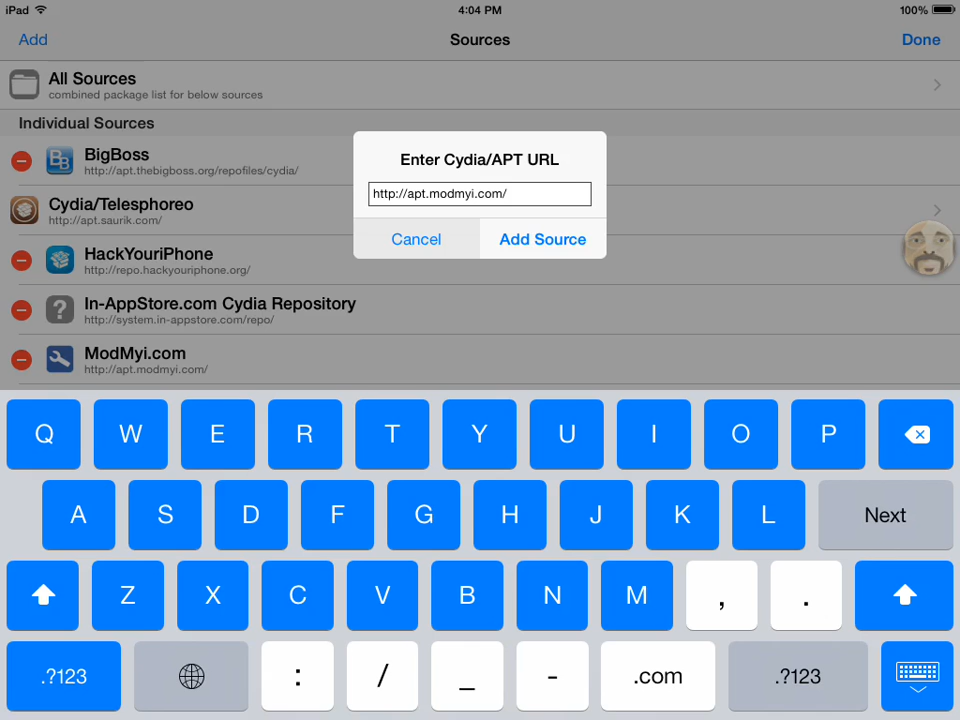 iPad 4:04 PM 100%
Add Sources Done
All Sources
combined package list for below sources
Individual Sources
BigBoss
http://apt.thebigboss.org/repofiles/cydia/
Cydia/Telesphoreo
http://apt.saurik.com/
HackYouriPhone
http://repo.hackyouriphone.org/
In-AppStore.com Cydia Repository
http://system.in-appstore.com/repo/
ModMyi.com
http://apt.modmyi.com/
Enter Cydia/APT URL
http://apt.modmyi.com/
Cancel Add Source
Q W E R T Y U I O P
A S D F G H J K L Next
Z X C V B N M , .
.?123 : / _ - .com .?123